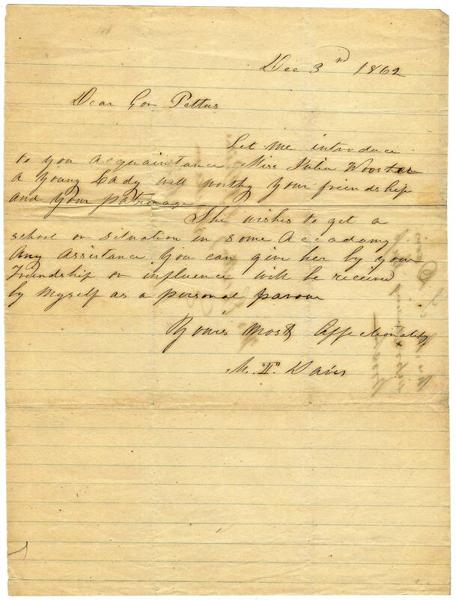 Dec 3rd 1862
Dear Gov Pettus
Let me introduce
to you acquaintance Miss Julia Wooster
a young Lady will worthy your friendship
and your patronage
She wishes to get a
school or situation in some Accadamy
Any assistance you can give her by your
Friendship or influence will be received
by Myself as a personal favour
Yours most Affectionately
M. D. Davis